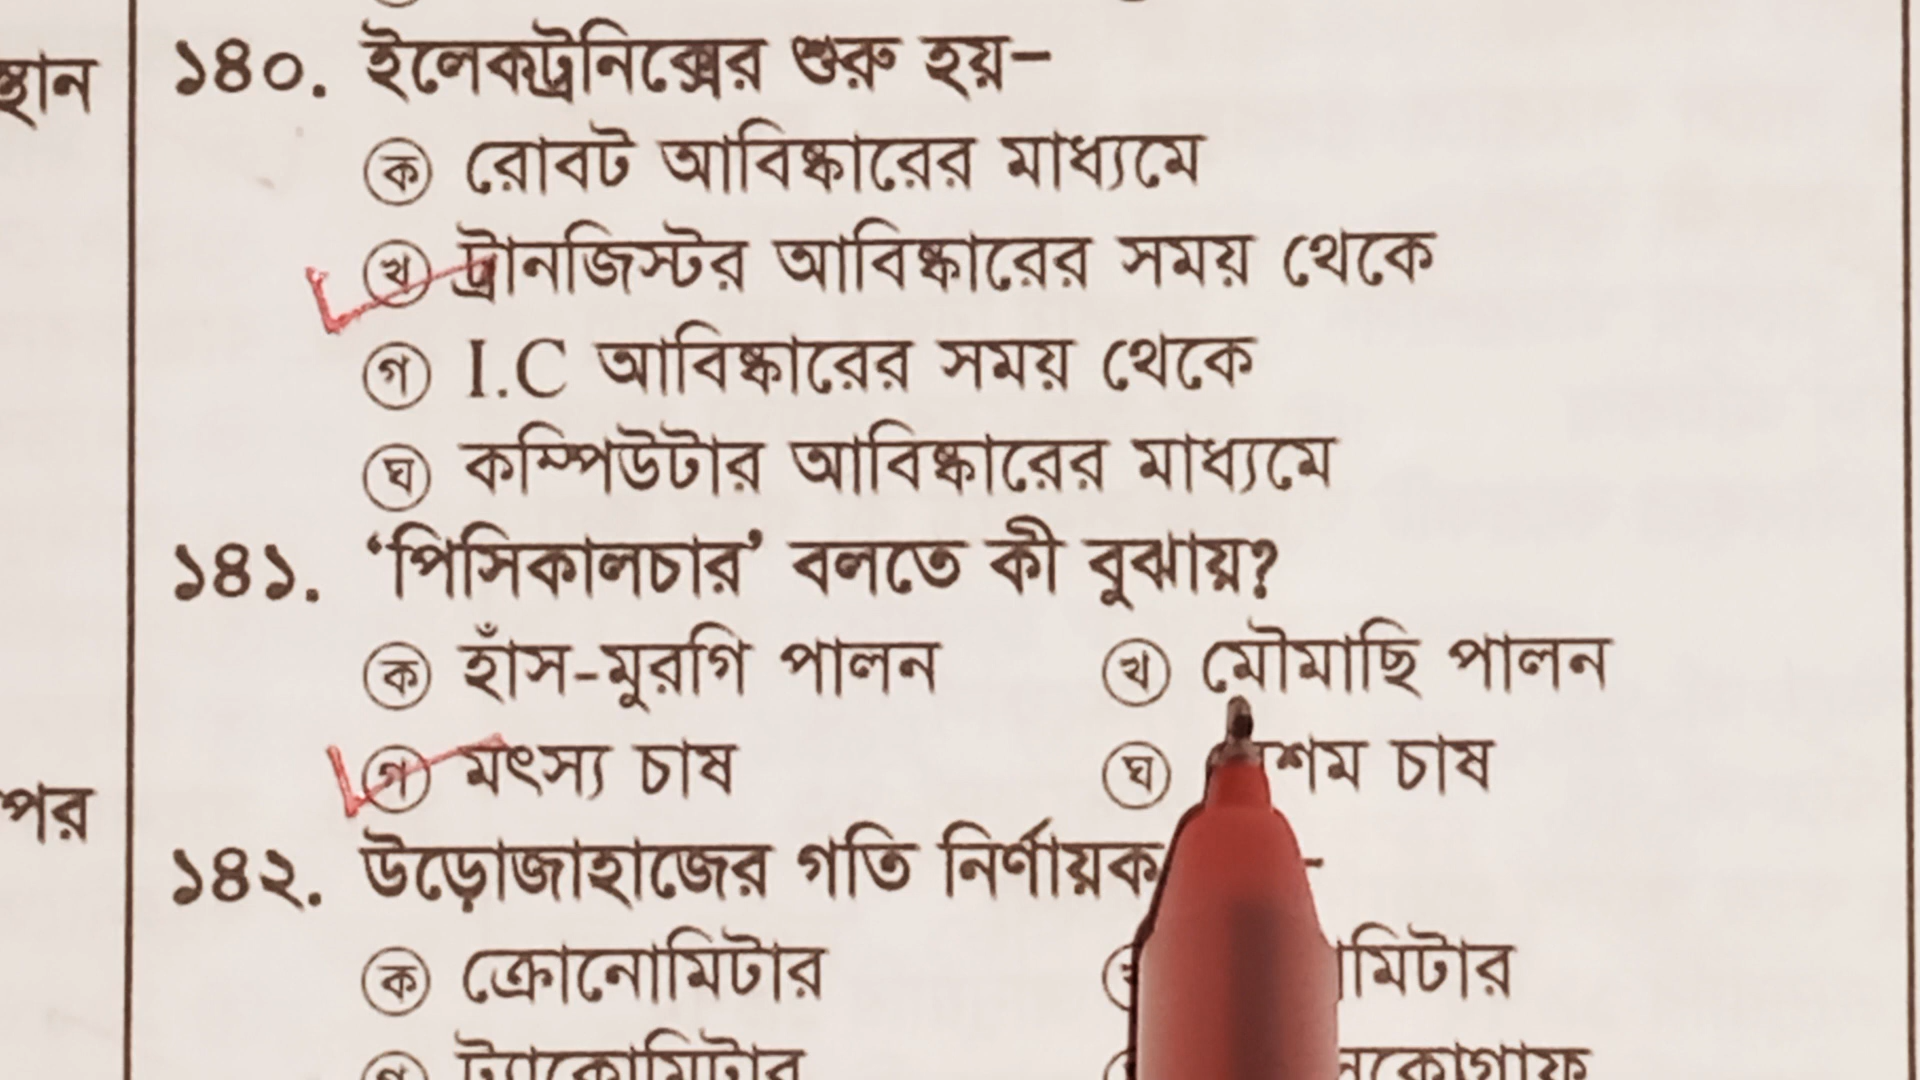 স্থান
১৪০. ইলেকট্রনিক্সের শুরু হয়–
ক রোবট আবিষ্কারের মাধ্যমে
খ ট্রানজিস্টর আবিষ্কারের সময় থেকে
গ I.C আবিষ্কারের সময় থেকে
ঘ কম্পিউটার আবিষ্কারের মাধ্যমে
১৪১. ‘পিসিকালচার’ বলতে কী বুঝায়?
ক হাঁস-মুরগি পালন খ মৌমাছি পালন
গ মৎস্য চাষ ঘ শম চাষ
পর
১৪২. উড়োজাহাজের গতি নির্ণায়ক –
ক ক্রোনোমিটার মিটার
গ ট্যাকোমিটার